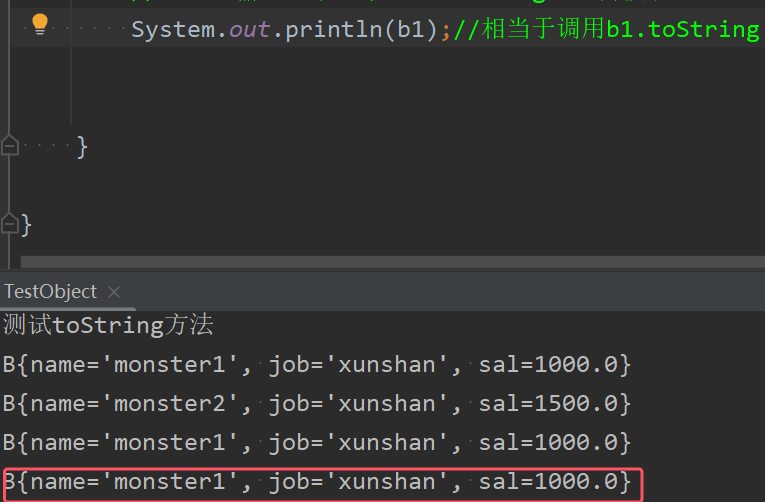 System.out.println(b1);//相当于调用b1.toString
}
}
TestObject ×
测试toString方法
B{name='monster1', job='xunshan', sal=1000.0}
B{name='monster2', job='xunshan', sal=1500.0}
B{name='monster1', job='xunshan', sal=1000.0}
B{name='monster1', job='xunshan', sal=1000.0}